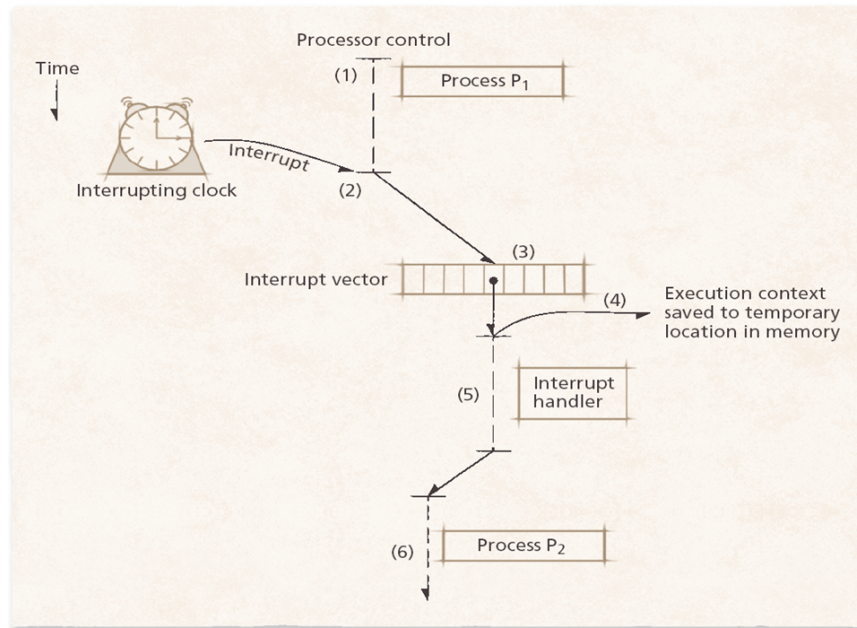 Processor control
Time
(1)
Process P₁
Interrupt
Interrupting clock
(2)
(3)
Interrupt vector
(4)
Execution context
saved to temporary
location in memory
(5)
Interrupt
handler
(6)
Process P₂